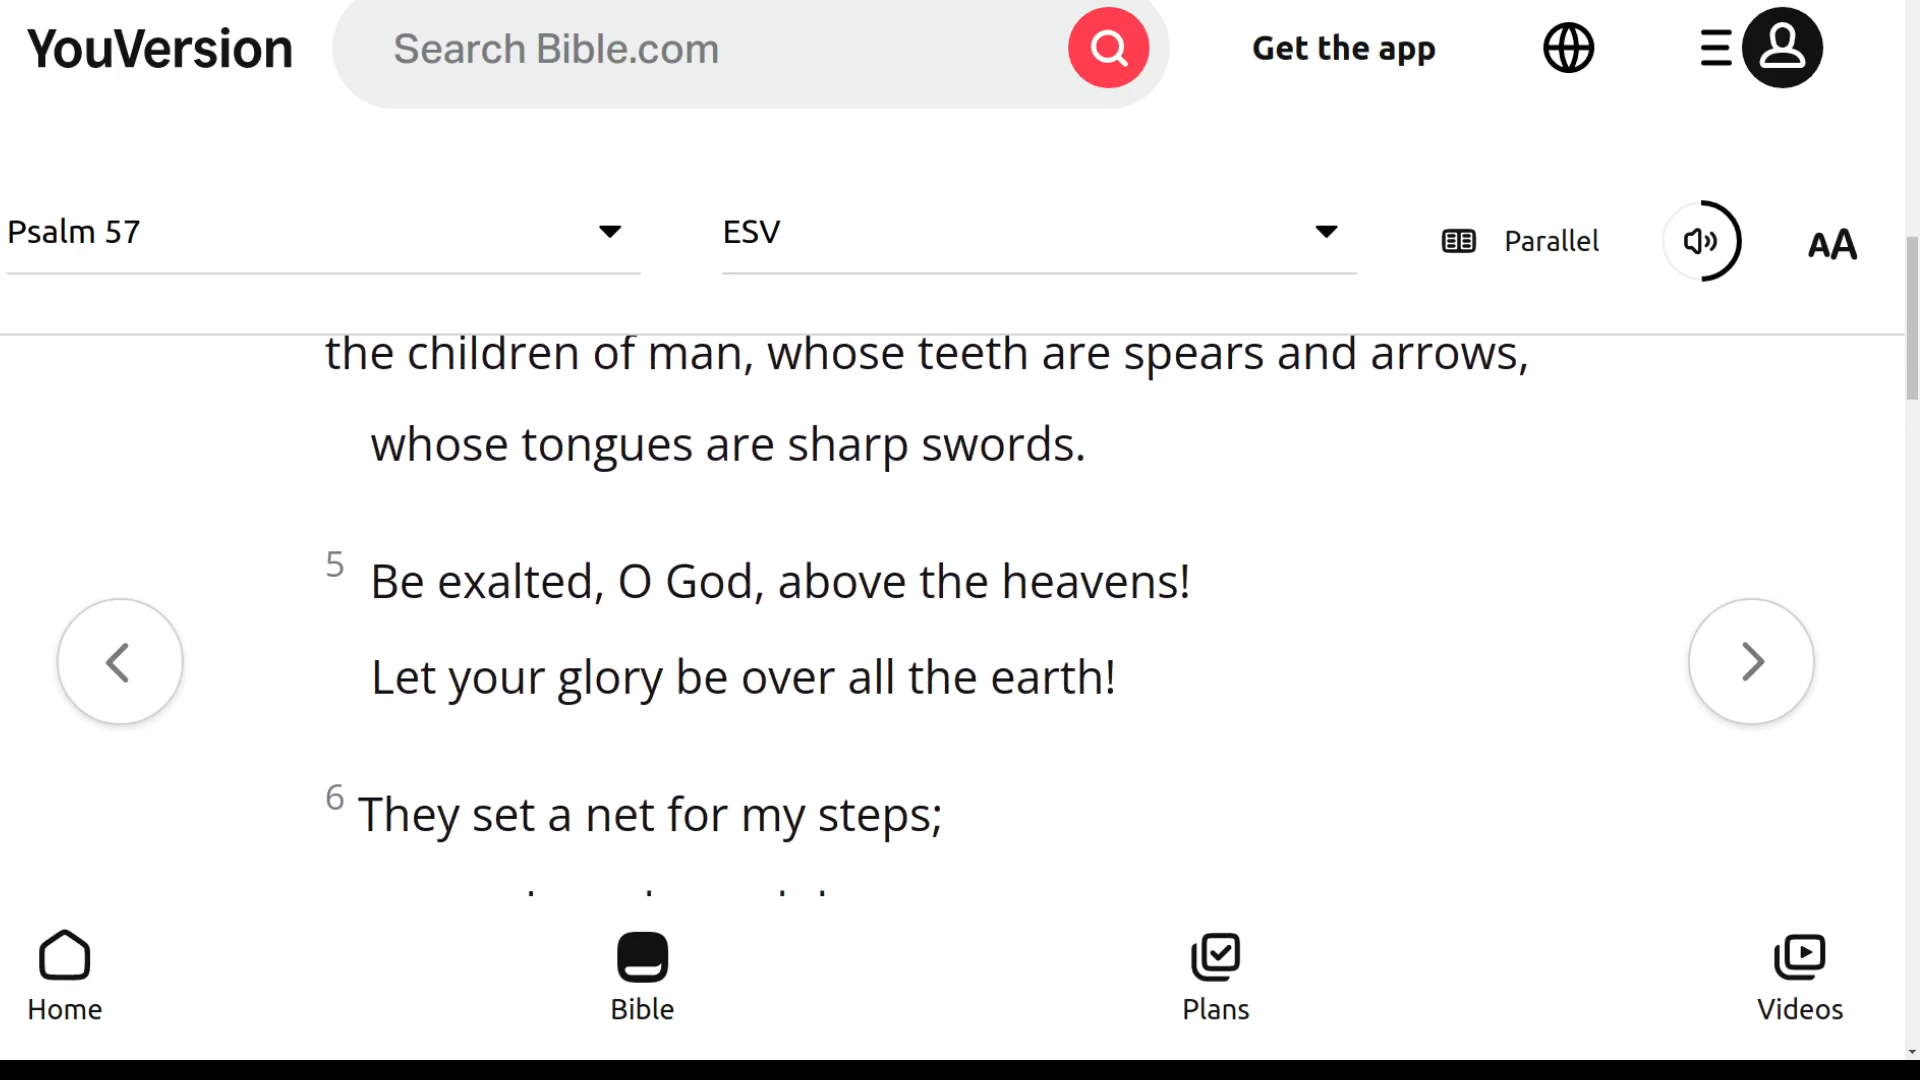 YouVersion
Search Bible.com
Get the app
Psalm 57
ESV
Parallel
AA
the children of man, whose teeth are spears and arrows,
whose tongues are sharp swords.
5 Be exalted, O God, above the heavens!
Let your glory be over all the earth!
6 They set a net for my steps;
Home
Bible
Plans
Videos